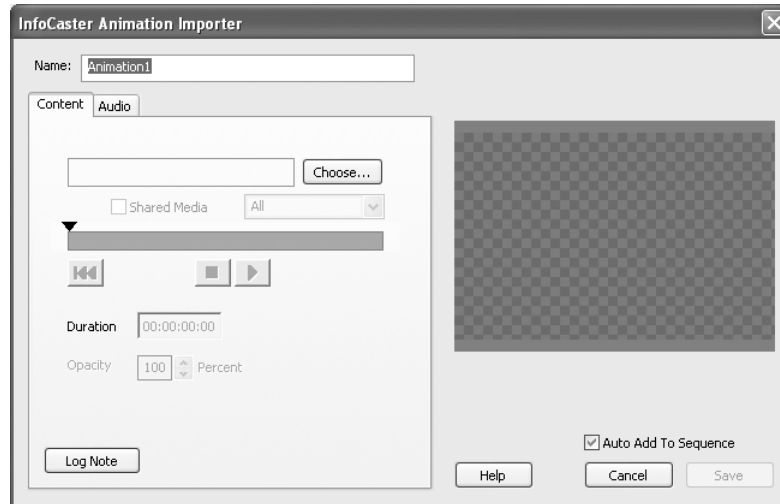 InfoCaster Animation Importer
Name: Animation1
Content Audio
Choose...
Shared Media All
Duration 00:00:00:00
Opacity 100 Percent
Auto Add To Sequence
Log Note Help Cancel Save